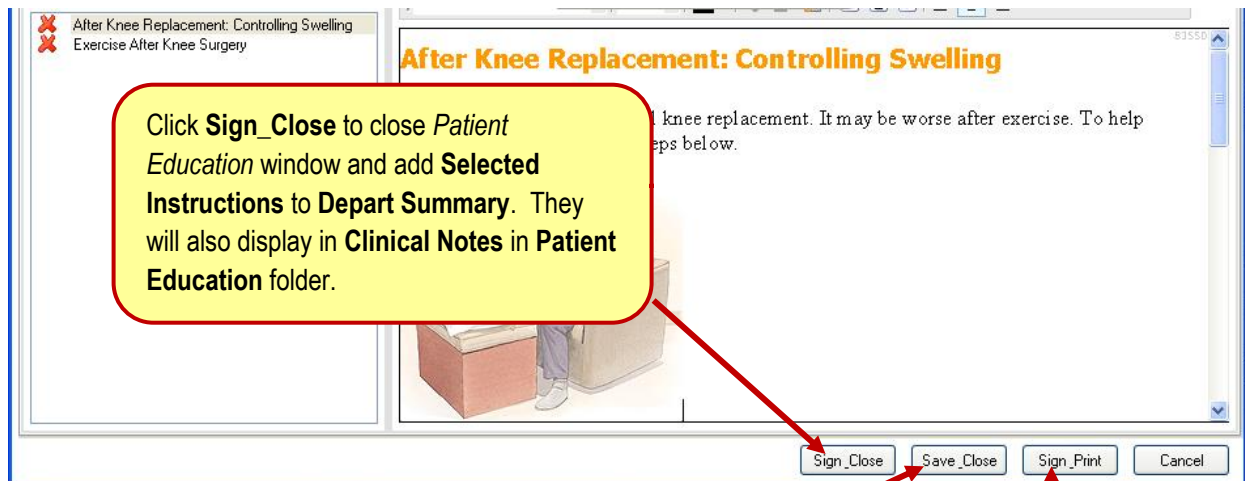 After Knee Replacement: Controlling Swelling
Exercise After Knee Surgery
8155D
After Knee Replacement: Controlling Swelling
knee replacement. It may be worse after exercise. To help
eps below.
Click Sign_Close to close Patient
Education window and add Selected
Instructions to Depart Summary. They
will also display in Clinical Notes in Patient
Education folder.
Sign_Close
Save_Close
Sign_Print
Cancel